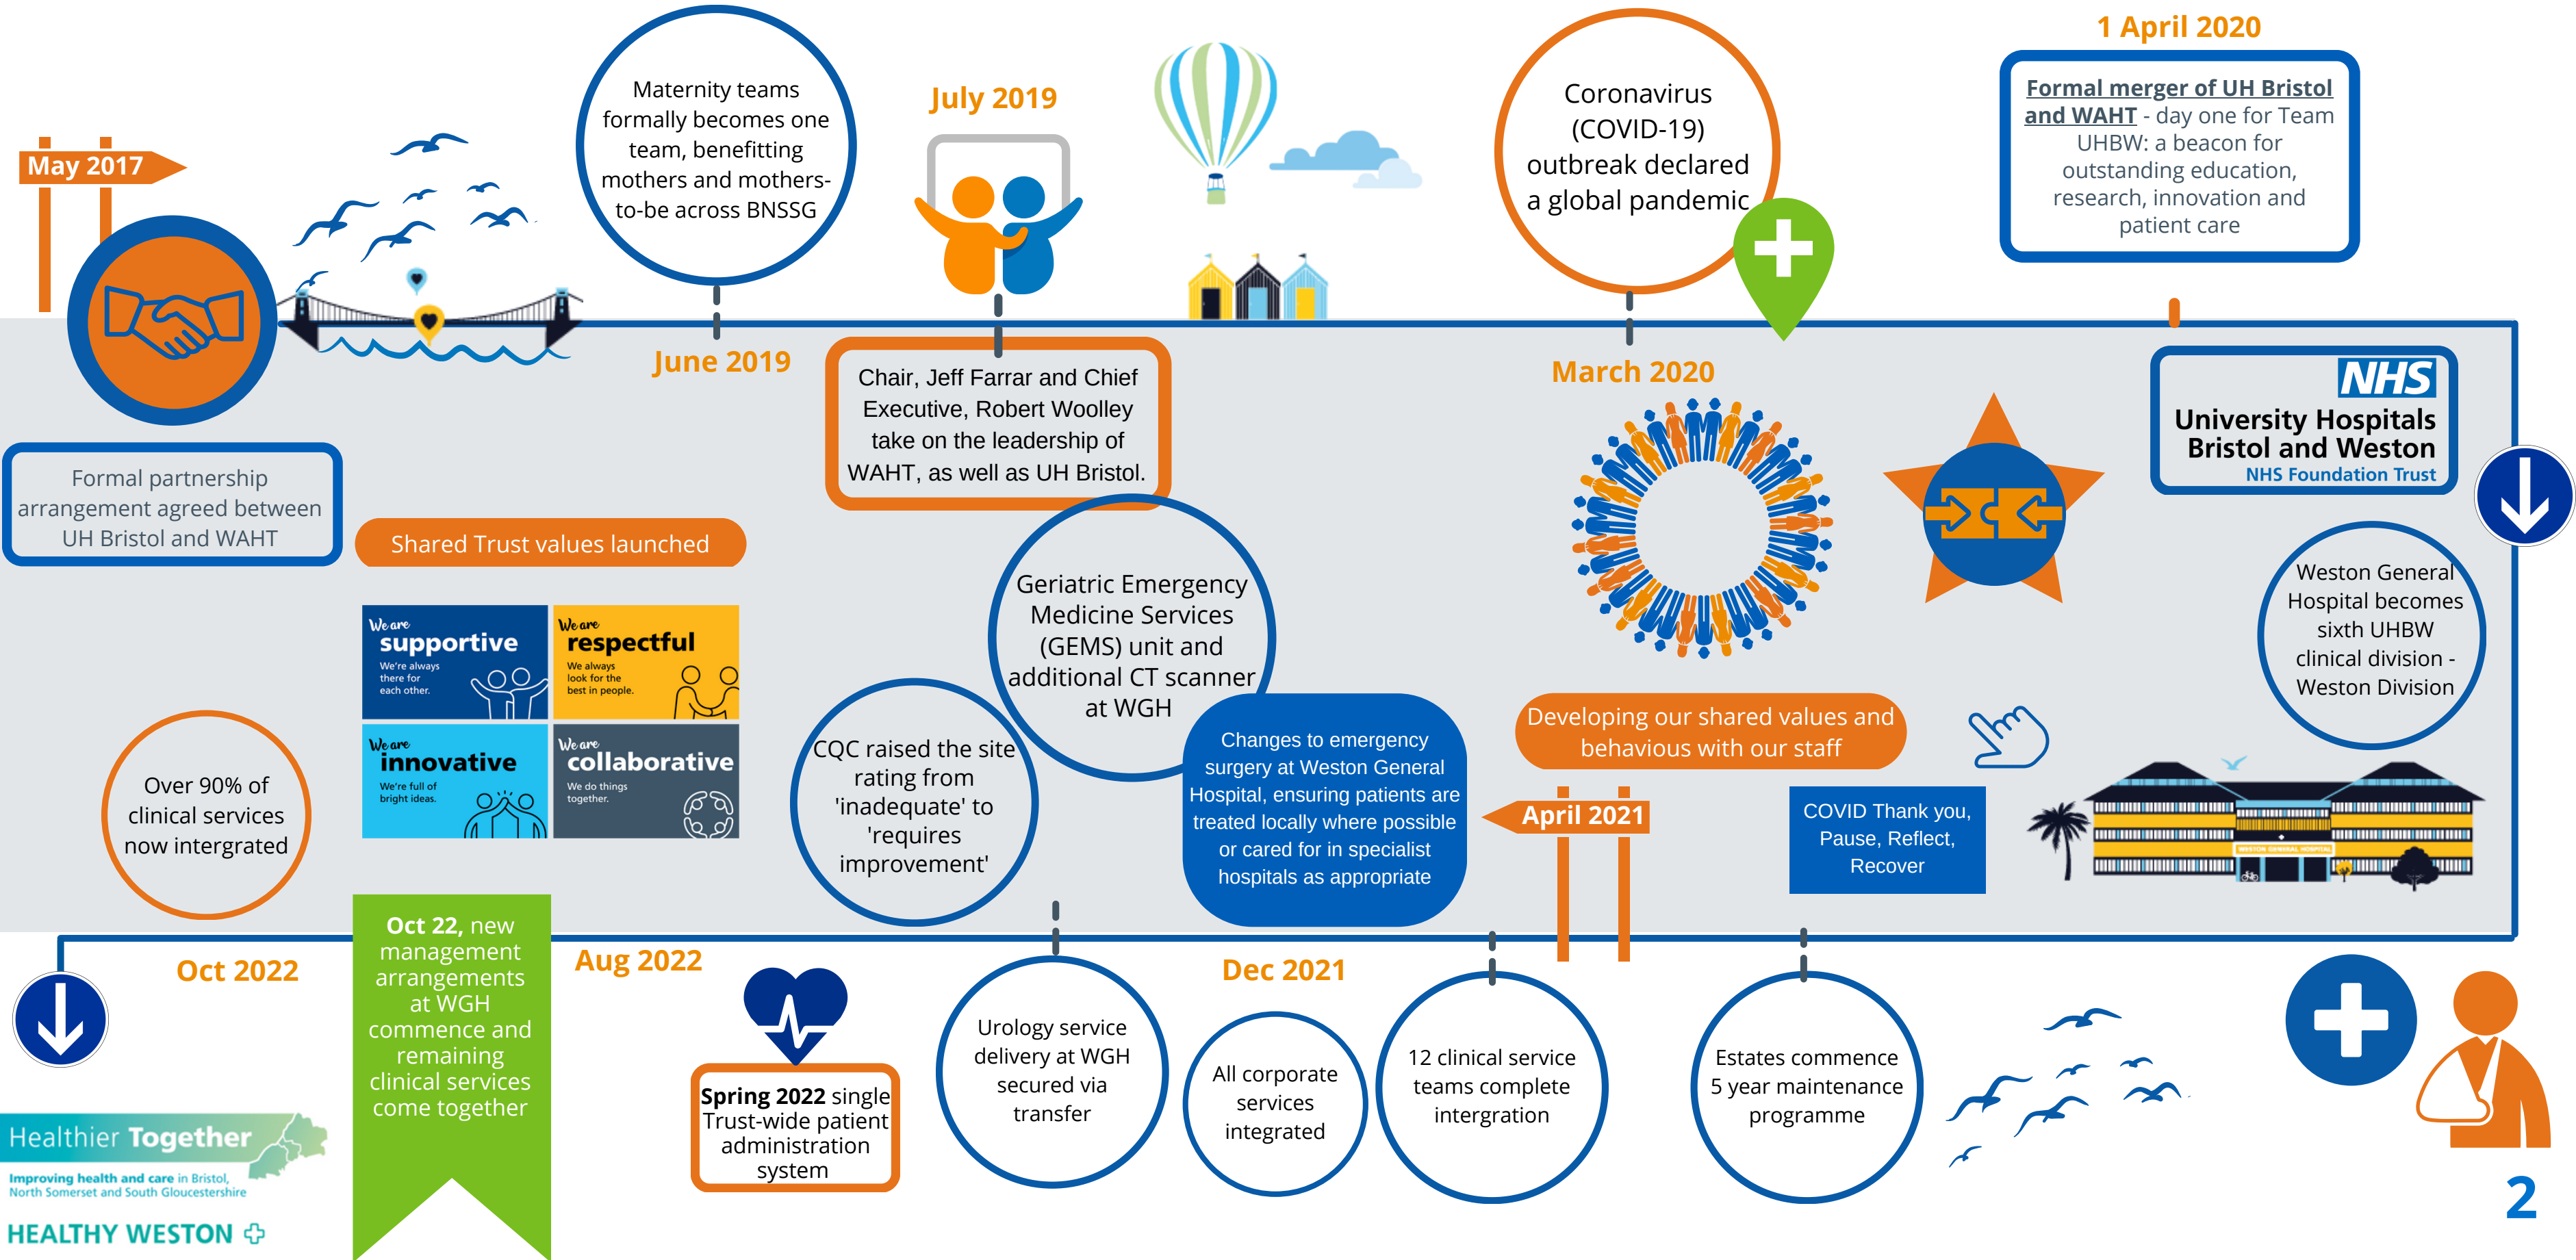 May 2017
Formal partnership
arrangement agreed between
UH Bristol and WAHT
Maternity teams
formally becomes one
team, benefitting
mothers and mothers-
to-be across BNSSG
June 2019
July 2019
Chair, Jeff Farrar and Chief
Executive, Robert Woolley
take on the leadership of
WAHT, as well as UH Bristol.
Coronavirus
(COVID-19)
outbreak declared
a global pandemic
March 2020
1 April 2020
Formal merger of UH Bristol
and WAHT - day one for Team
UHBW: a beacon for
outstanding education,
research, innovation and
patient care
NHS
University Hospitals
Bristol and Weston
NHS Foundation Trust
Weston General
Hospital becomes
sixth UHBW
clinical division -
Weston Division
WESTON GENERAL HOSPITAL
Developing our shared values and
behavious with our staff
COVID Thank you,
Pause, Reflect,
Recover
April 2021
Estates commence
5 year maintenance
programme
12 clinical service
teams complete
intergration
Changes to emergency
surgery at Weston General
Hospital, ensuring patients are
treated locally where possible
or cared for in specialist
hospitals as appropriate
Dec 2021
All corporate
services
integrated
Geriatric Emergency
Medicine Services
(GEMS) unit and
additional CT scanner
at WGH
Urology service
delivery at WGH
secured via
transfer
CQC raised the site
rating from
'inadequate' to
'requires
improvement'
Spring 2022 single
Trust-wide patient
administration
system
Aug 2022
Shared Trust values launched
We are
supportive
We're always
there for
each other.
We are
respectful
We always
look for the
best in people.
We are
innovative
We're full of
bright ideas.
We are
collaborative
We do things
together.
Oct 22, new
management
arrangements
at WGH
commence and
remaining
clinical services
come together
Over 90% of
clinical services
now intergrated
Oct 2022
Healthier Together
Improving health and care in Bristol,
North Somerset and South Gloucestershire
HEALTHY WESTON
2